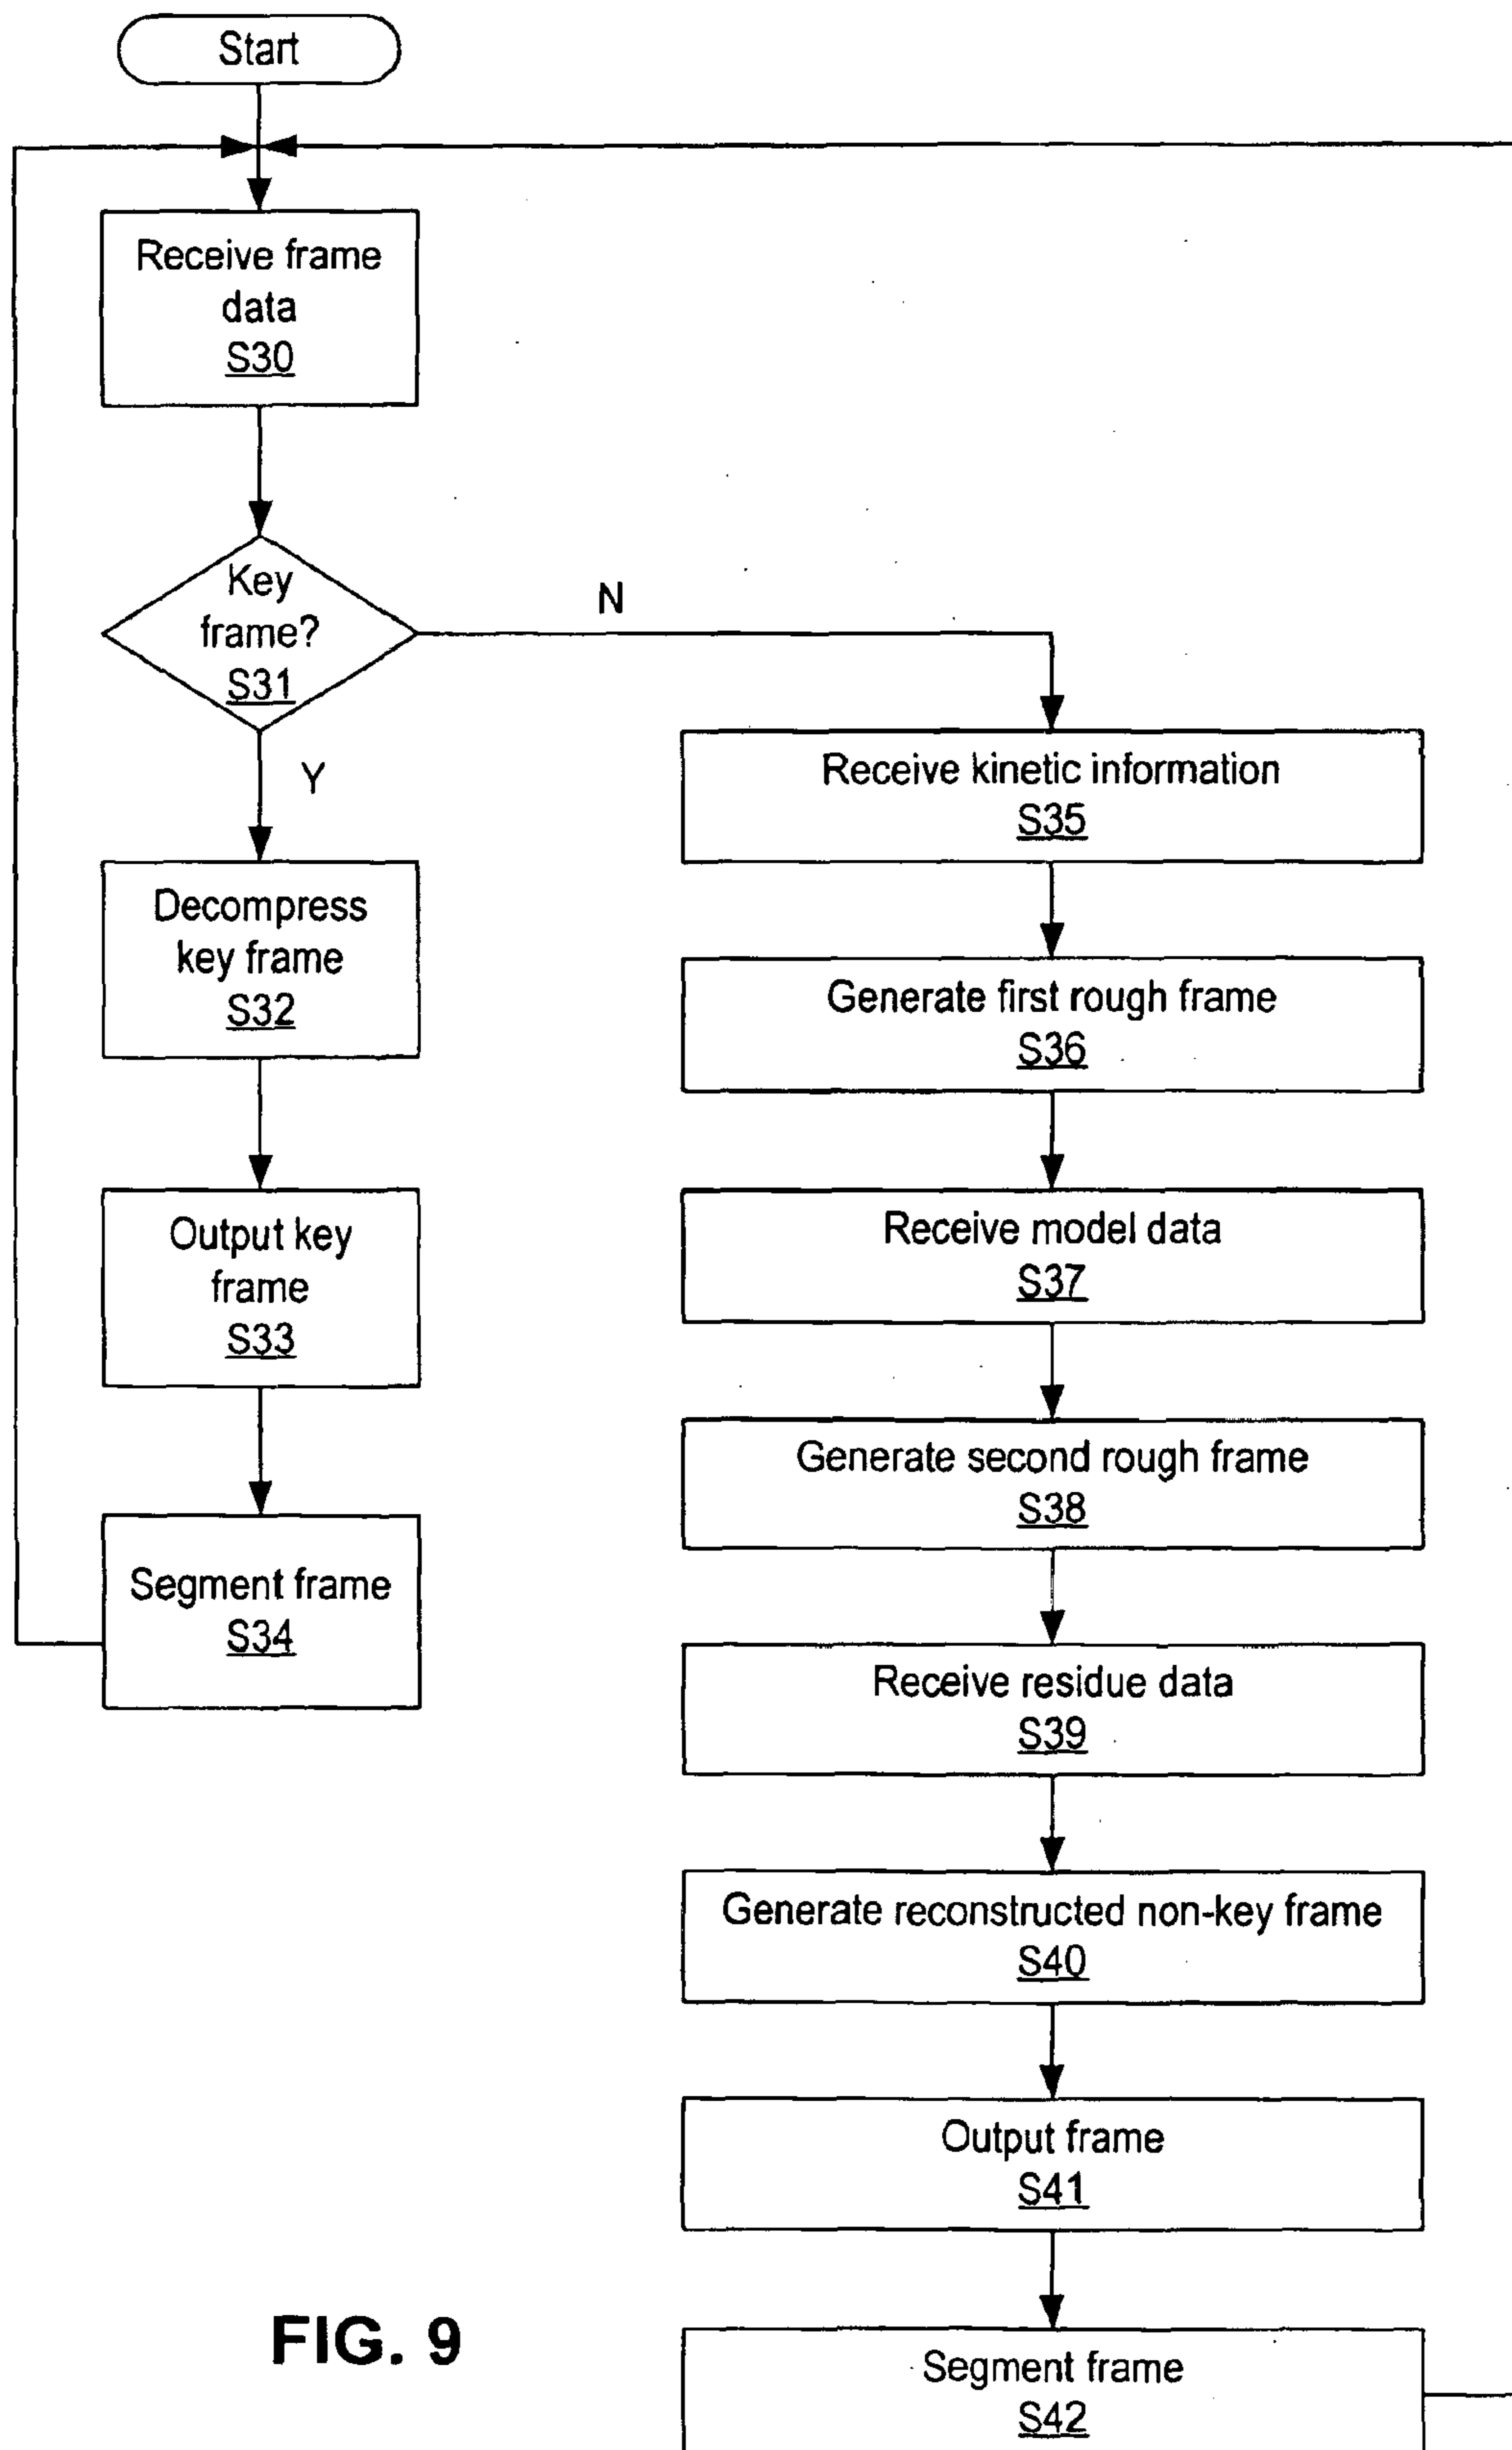 Start
Receive frame
data
S30
Key
frame?
S31
N
Y
Decompress
key frame
S32
Output key
frame
S33
Segment frame
S34
Receive kinetic information
S35
Generate first rough frame
S36
Receive model data
S37
Generate second rough frame
S38
Receive residue data
S39
Generate reconstructed non-key frame
S40
Output frame
S41
Segment frame
S42
FIG. 9